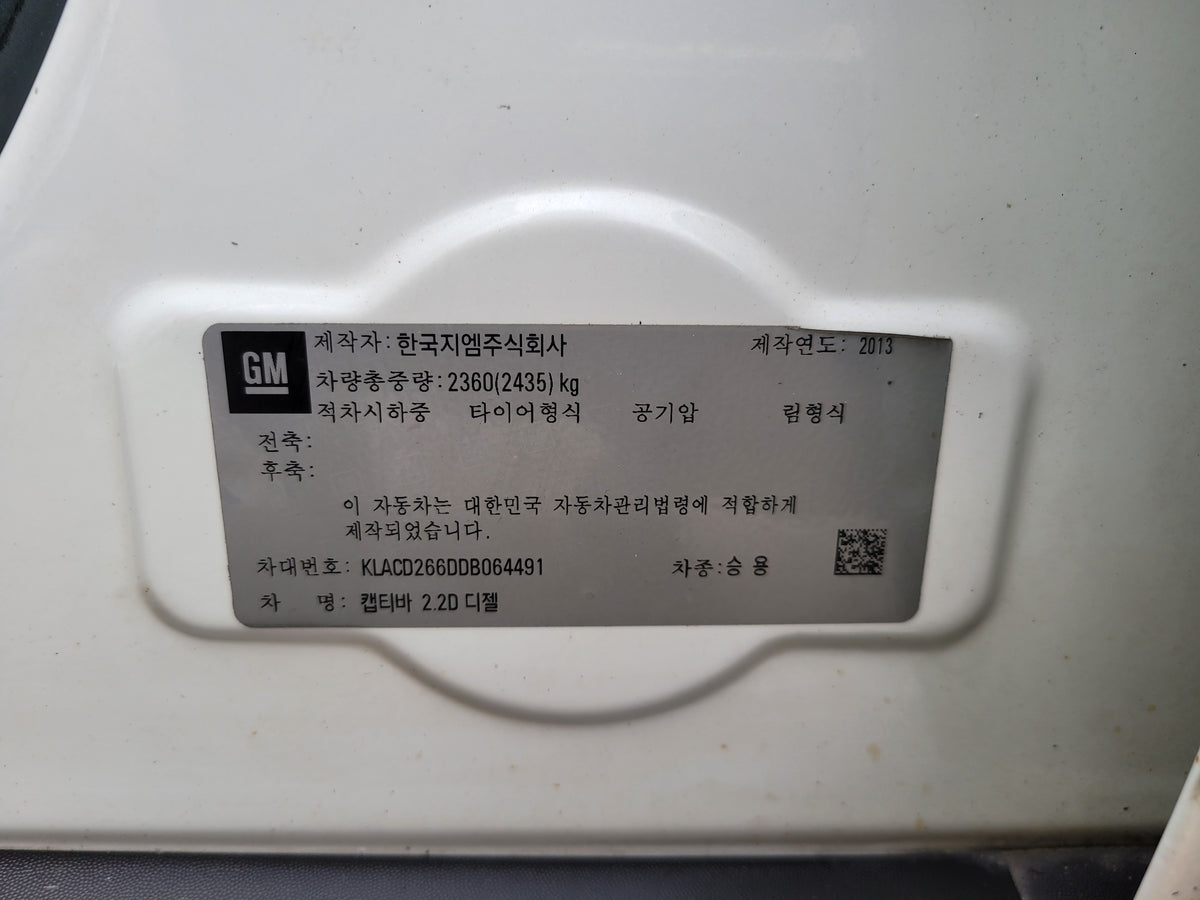 GM
제작자: 한국지엠주식회사 제작연도: 2013
차량총중량: 2360(2435) kg
적차시하중 타이어형식 공기압 림형식
전축:
후축:
이 자동차는 대한민국 자동차관리법령에 적합하게
제작되었습니다.
차대번호: KLACD266DDB064491 차종: 승 용
차 명: 캡티바 2.2D 디젤